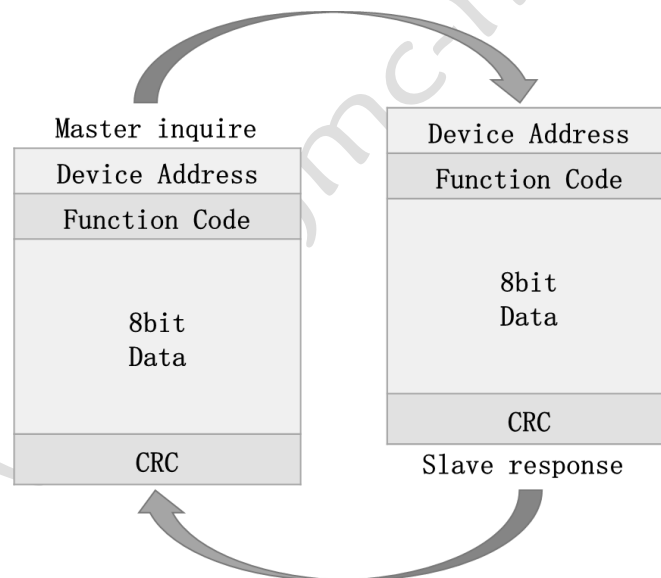 Master inquire
Device Address
Function Code
8bit
Data
CRC
Device Address
Function Code
8bit
Data
CRC
Slave response